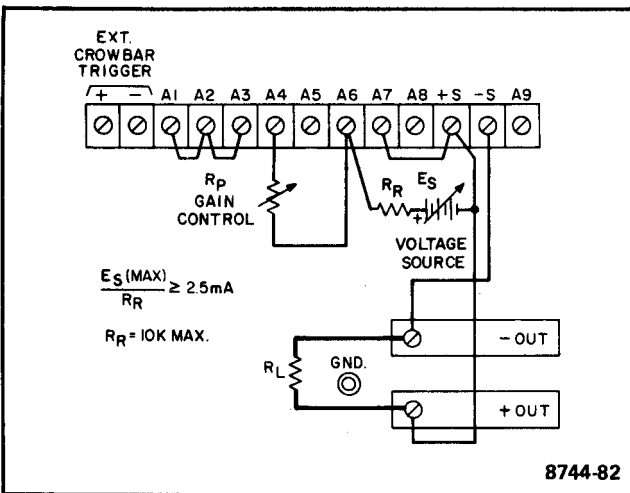 EXT.
CROWBAR
TRIGGER
+ - A1 A2 A3 A4 A5 A6 A7 A8 +S -S A9
RP
GAIN
CONTROL
RR ES
+
VOLTAGE
SOURCE
ES(MAX)
RR
≥ 2.5mA
RR = 10K MAX.
- OUT
RL GND.
+ OUT
8744-82